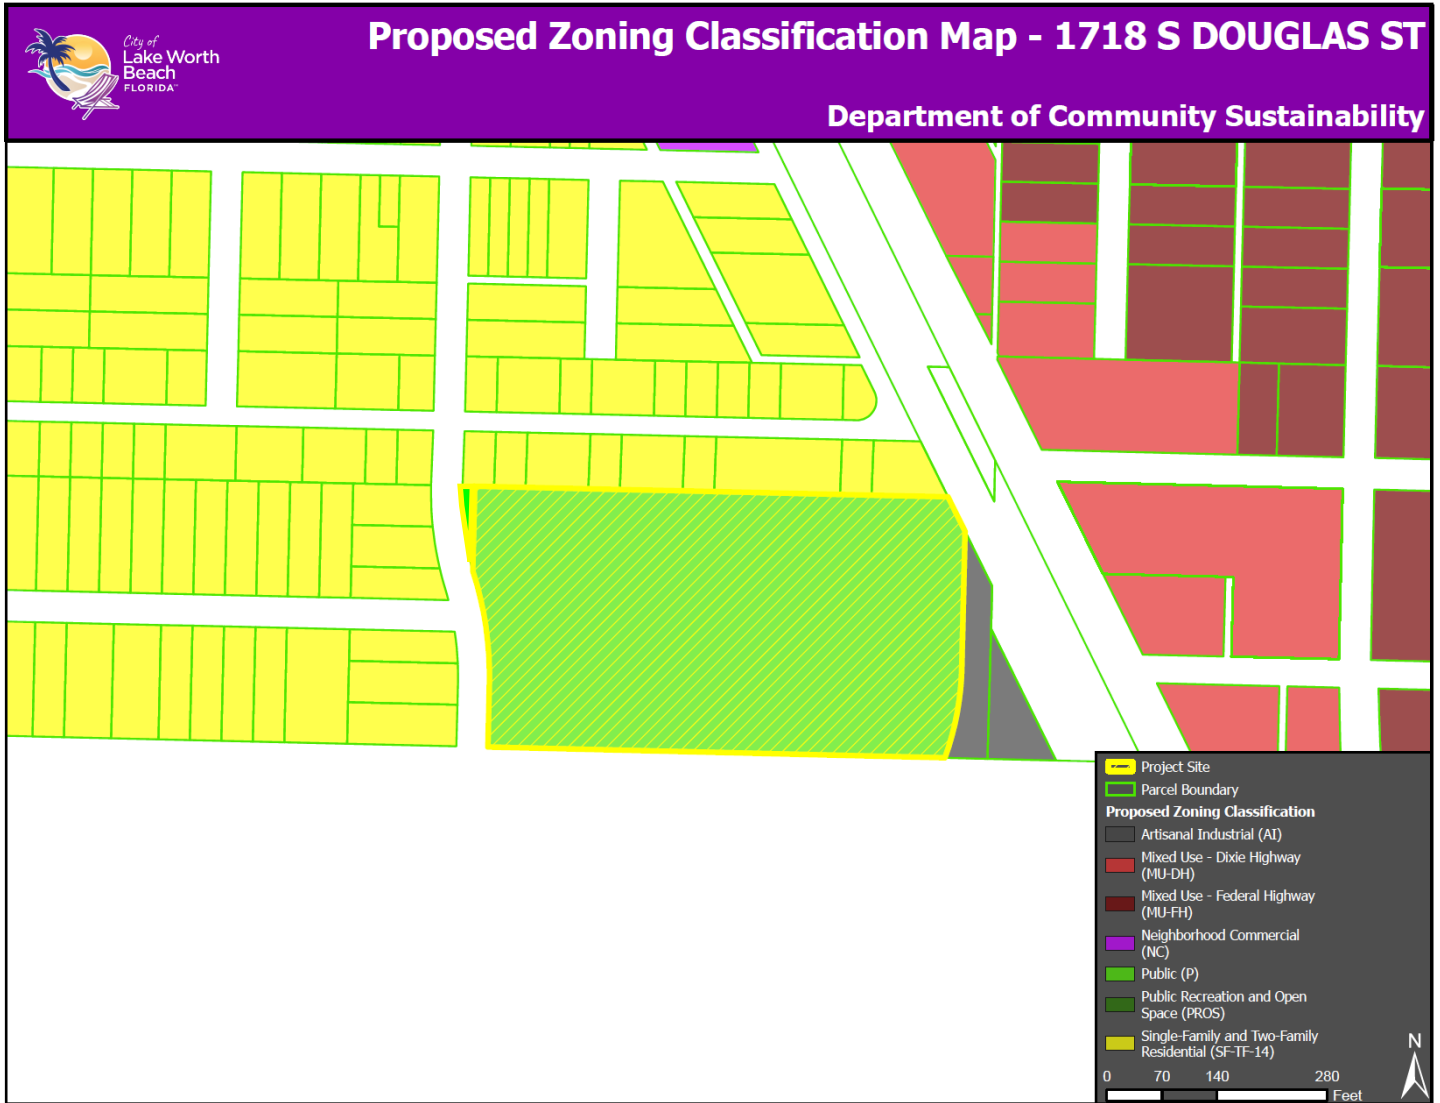 Proposed Zoning Classification Map - 1718 S DOUGLAS ST
City of
Lake Worth
Beach
FLORIDA™
Department of Community Sustainability
Project Site
Parcel Boundary
Proposed Zoning Classification
Artisanal Industrial (AI)
Mixed Use - Dixie Highway
(MU-DH)
Mixed Use - Federal Highway
(MU-FH)
Neighborhood Commercial
(NC)
Public (P)
Public Recreation and Open
Space (PROS)
Single-Family and Two-Family
Residential (SF-TF-14)
N
0 70 140 280
Feet